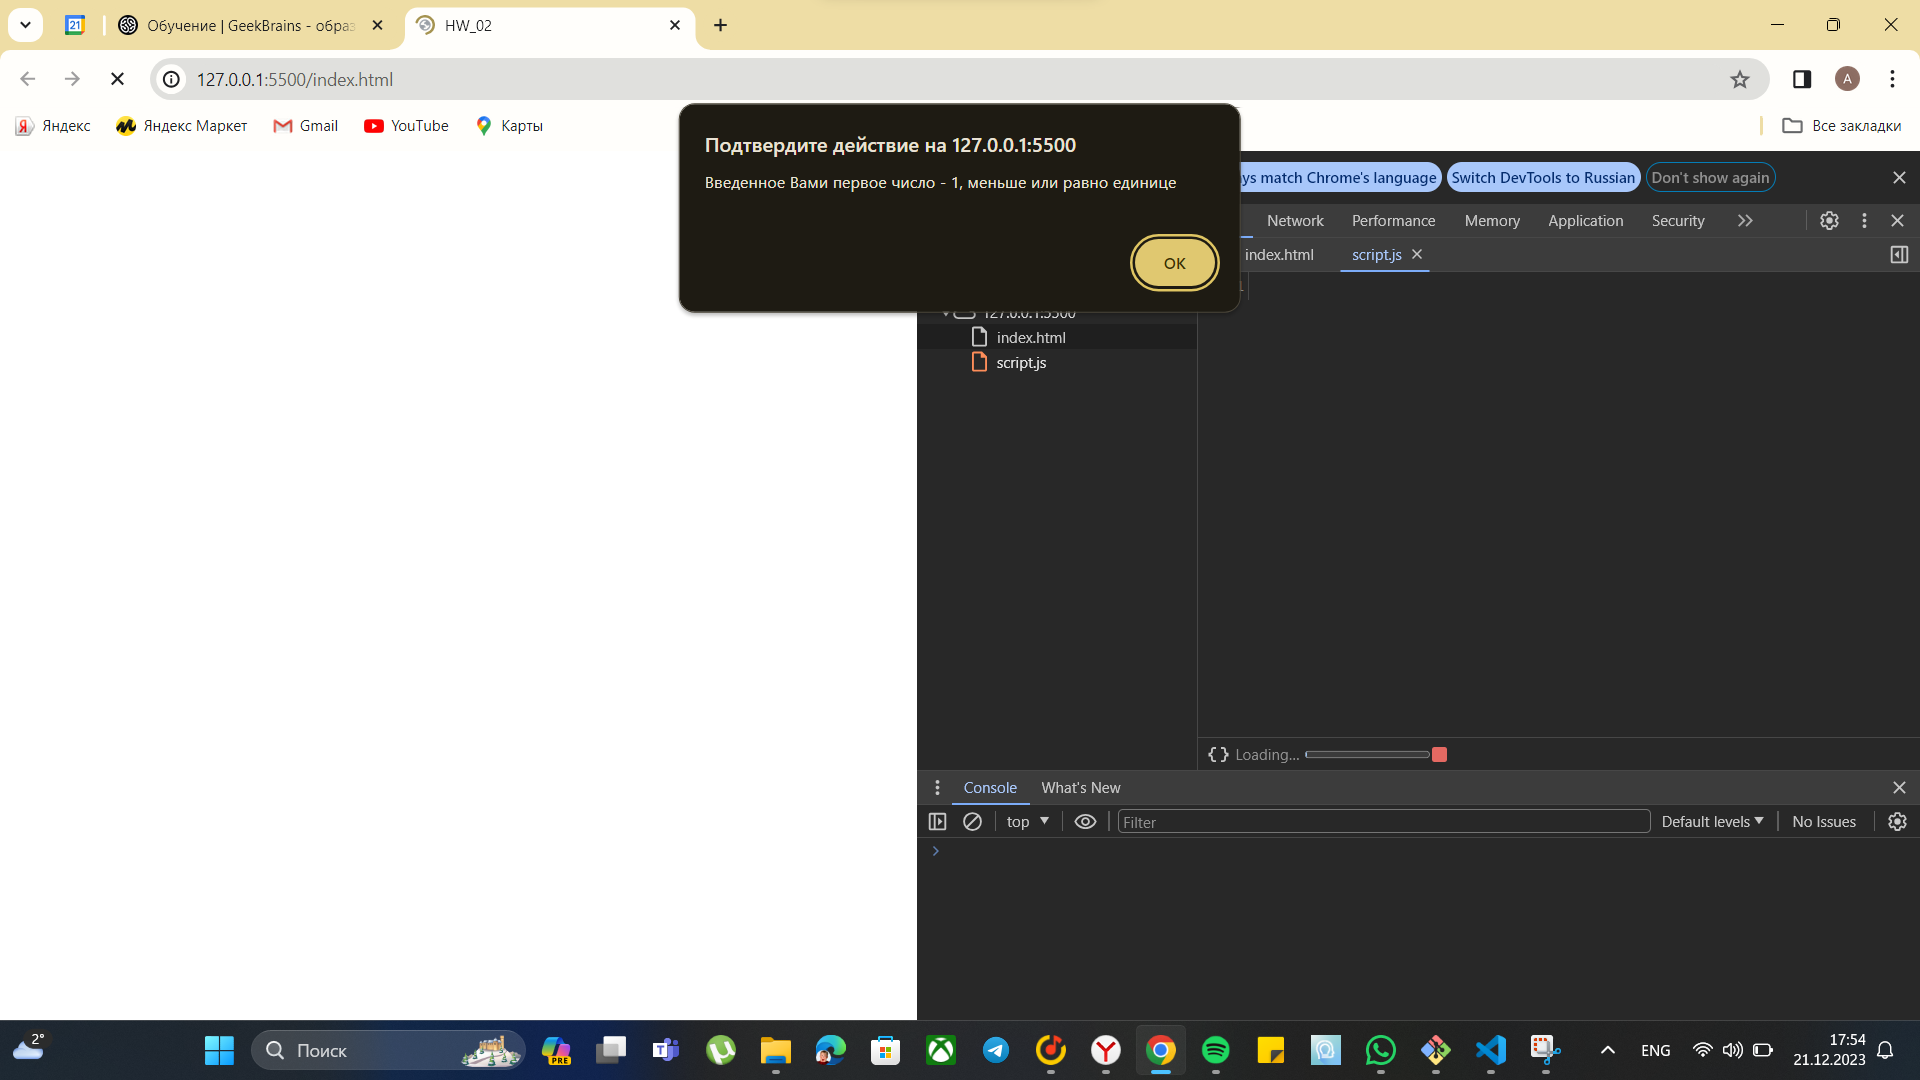 21
Обучение | GeekBrains - образ
HW_02
127.0.0.1:5500/index.html
A
Яндекс
Яндекс Маркет
Gmail
YouTube
Карты
Все закладки
Подтвердите действие на 127.0.0.1:5500
Введенное Вами первое число - 1, меньше или равно единице
OK
match Chrome's language
Switch DevTools to Russian
Don't show again
Network
Performance
Memory
Application
Security
index.html
script.js
127.0.0.1:5500
index.html
script.js
{} Loading...
Console
What's New
top
Filter
Default levels
No Issues
2°
Поиск
PRE
ENG
17:54
21.12.2023